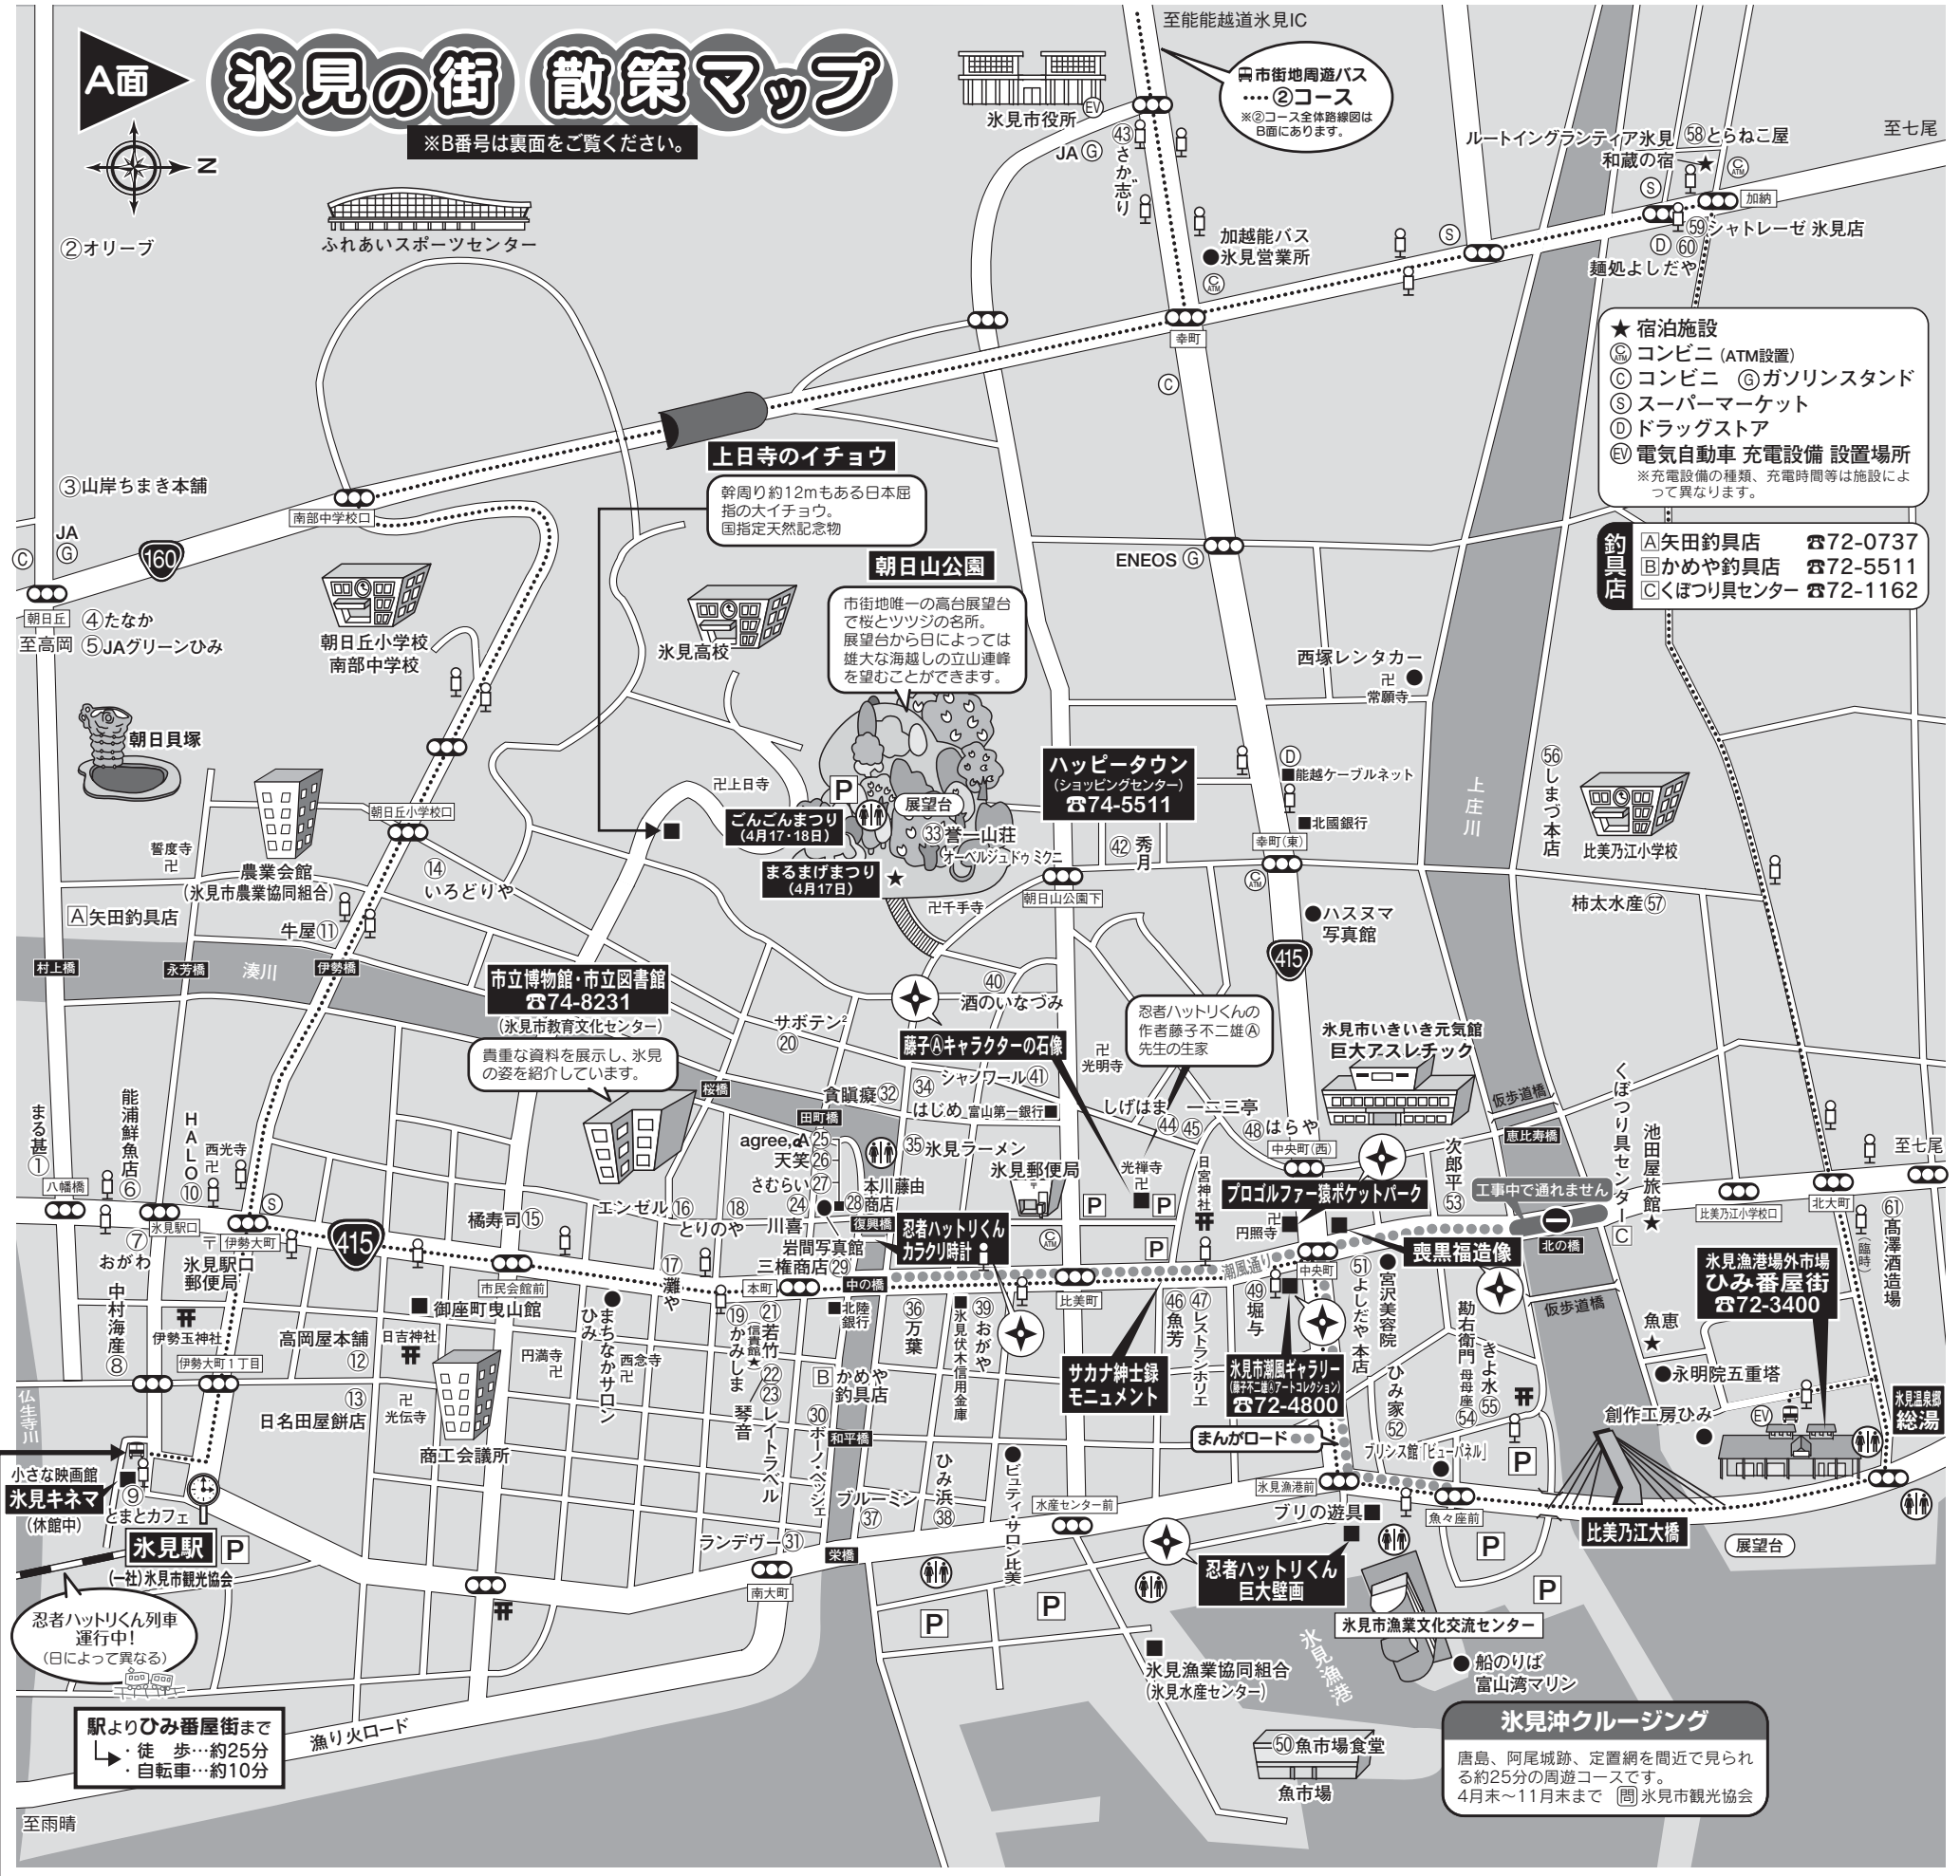 A面
氷見の街 散策マップ
※B番号は裏面をご覧ください。
N
至能能越道氷見IC
市街地周遊バス
②コース
※②コース全体路線図は
B面にあります。
氷見市役所
EV
JA G
㊸さか志り
ルートイングランティア氷見
和蔵の宿
★
58とらねこ屋
至七尾
加納
59シャトレーゼ 氷見店
60
麺処よしだや
加越能バス
氷見営業所
幸町
②オリーブ
ふれあいスポーツセンター
★ 宿泊施設
コンビニ (ATM設置)
Ⓒ コンビニ Ⓖガソリンスタンド
Ⓢ スーパーマーケット
Ⓓ ドラッグストア
EV 電気自動車 充電設備 設置場所
※充電設備の種類、充電時間等は施設によ
って異なります。
釣具店
A矢田釣具店 ☎72-0737
B かめや釣具店 ☎72-5511
Cくぼつり具センター ☎72-1162
③山岸ちまき本舗
南部中学校口
JA
G
160
朝日丘
至高岡
④たなか
⑤JAグリーンひみ
朝日丘小学校
南部中学校
上日寺のイチョウ
幹周り約12mもある日本屈
指の大イチョウ。
国指定天然記念物
氷見高校
朝日山公園
市街地唯一の高台展望台
で桜とツツジの名所。
展望台から日によっては
雄大な海越しの立山連峰
を望むことができます。
ENEOS G
西塚レンタカー
卍
常願寺
朝日貝塚
誓度寺
卍
農業会館
(氷見市農業協同組合)
朝日丘小学校口
⑭
いろどりや
A矢田釣具店
牛屋⑪
卍上日寺
P
展望台
ごんごんまつり
(4月17・18日)
まるまげまつり
(4月17日)
★
㉝誉一山荘
オーベルジュドゥ ミクニ
卍千手寺
ハッピータウン
(ショッピングセンター)
☎74-5511
㊷ 秀月
朝日山公園下
D
能越ケーブルネット
北國銀行
幸町(東)
ハスヌマ
写真館
415
上庄川
56しまづ本店
比美乃江小学校
柿太水産57
村上橋
永芳橋
湊川
伊勢橋
市立博物館・市立図書館
☎74-8231
(氷見市教育文化センター)
貴重な資料を展示し、氷見
の姿を紹介しています。
サボテン²
⑳
㊵
酒のいなづみ
藤子Ⓐキャラクターの石像
忍者ハットリくんの
作者藤子不二雄Ⓐ
先生の生家
卍
光明寺
氷見市いきいき元気館
巨大アスレチック
仮歩道橋
恵比寿橋
くぼつり具センター
C
池田屋旅館
★
桜橋
田町橋
貪瞋癡㉜
㉞
はじめ
シャノワール㊶
富山第一銀行
しげはま
㊹
一二三亭
㊺
㊽はらや
中央町(西)
次郎平
53
まる甚①
能浦鮮魚店⑥
HALO⑩
西光寺
卍
八幡橋
氷見駅口
伊勢大町
S
415
⑦
おがわ
〒
氷見駅口
郵便局
中村海産⑧
伊勢玉神社
伊勢大町1丁目
橘寿司⑮
エンゼル⑯
⑱
とりのや
⑰灘や
agree,A㉕
天笑㉖
さむらい㉗
㉘本川藤由
商店
㉔
川喜
岩間写真館
三権商店㉙
復興橋
㉟氷見ラーメン
忍者ハットリくん
カラクリ時計
氷見郵便局
P
光禅寺
卍
P
日宮神社
プロゴルファー猿ポケットパーク
卍
円照寺
工事中で通れません
北の橋
喪黒福造像
比美乃江小学校口
北大町
至七尾
(臨時)
61髙澤酒造場
氷見漁港場外市場
ひみ番屋街
☎72-3400
市民会館前
本町
中の橋
比美町
潮風通り
中央町
仮歩道橋
御座町曳山館
高岡屋本舗
⑫
日吉神社
⑬
日名田屋餅店
卍
光伝寺
商工会議所
円満寺
卍
ひみ
まちなかサロン
西念寺
卍
⑲かみしま
信貴館★
㉑若竹
㉒
㉓レイトラベル
琴音
北陸
銀行
Bかめや
釣具店
㉚ボーノ・ペッシェ
和平橋
㊱万葉
氷見伏木信用金庫
㊴おがや
サカナ紳士録
モニュメント
㊻魚芳
㊼レストランホリエ
㊾堀与
氷見市潮風ギャラリー
(藤子不二雄Ⓐアートコレクション)
☎72-4800
まんがロード
51よしだや本店
宮沢美容院
ひみ家52
プリンス館「ビューパネル」
勘右衛門
母母座54
きよ水55
魚恵
★
永明院五重塔
創作工房ひみ
EV
氷見温泉郷
総湯
仏生寺川
小さな映画館
氷見キネマ
(休館中)
⑨
とまとカフェ
氷見駅 P
(一社)氷見市観光協会
忍者ハットリくん列車
運行中!
(日によって異なる)
駅よりひみ番屋街まで
・徒 歩…約25分
・自転車…約10分
至雨晴
漁り火ロード
ランデヴー㉛
南大町
栄橋
ブルーミン
㊲
ひみ浜㊳
ビュティ・サロン比美
水産センター前
氷見漁港前
ブリの遊具
魚々座前
比美乃江大橋
展望台
忍者ハットリくん
巨大壁画
氷見市漁業文化交流センター
氷見漁港
船のりば
富山湾マリン
氷見漁業協同組合
(氷見水産センター)
㊿魚市場食堂
魚市場
氷見沖クルージング
唐島、阿尾城跡、定置網を間近で見られ
る約25分の周遊コースです。
4月末〜11月末まで 問 氷見市観光協会